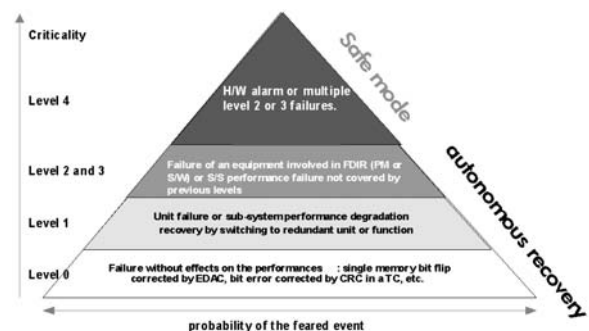 Criticality
Safe mode
Level 4
H/W alarm or multiple
level 2 or 3 failures.
autonomous recovery
Level 2 and 3
Failure of an equipment involved in FDIR (PM or
S/W) or S/S performance failure not covered by
previous levels
Level 1
Unit failure or sub-system performance degradation
recovery by switching to redundant unit or function
Level 0
Failure without effects on the performances : single memory bit flip
corrected by EDAC, bit error corrected by CRC in a TC, etc.
probability of the feared event